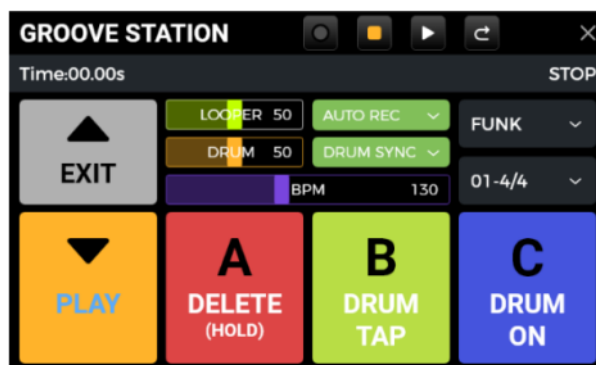 GROOVE STATION
Time:00.00s STOP
LOOPER 50 AUTO REC FUNK
DRUM 50 DRUM SYNC
EXIT
BPM 130 01-4/4
PLAY
A
DELETE
(HOLD)
B
DRUM
TAP
C
DRUM
ON